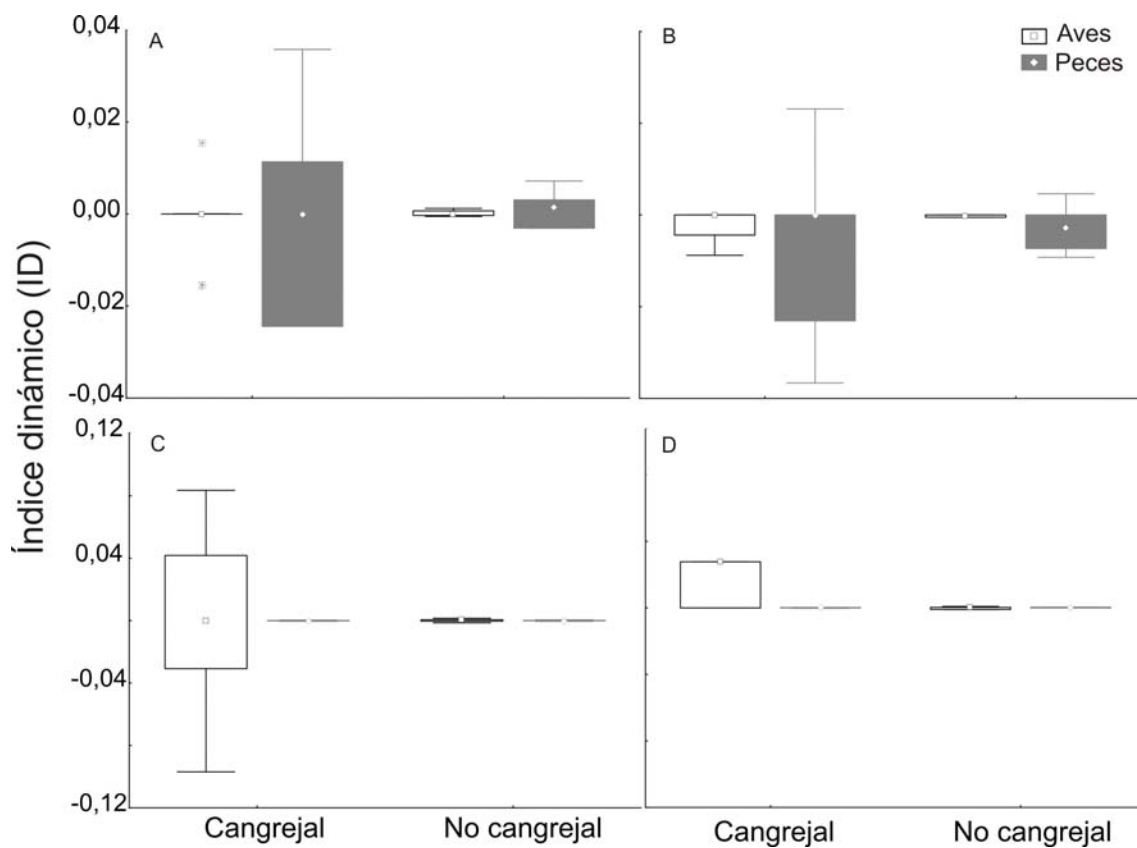 Índice dinámico (ID)
A
B
Aves
Peces
0,04
0,02
0,00
-0,02
-0,04
C
D
0,12
0,04
-0,04
-0,12
Cangrejal
No cangrejal
Cangrejal
No cangrejal